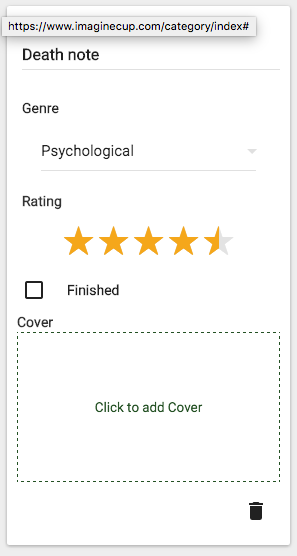 https://www.imaginecup.com/category/index#
Death note
Genre
Psychological
Rating
Finished
Cover
Click to add Cover